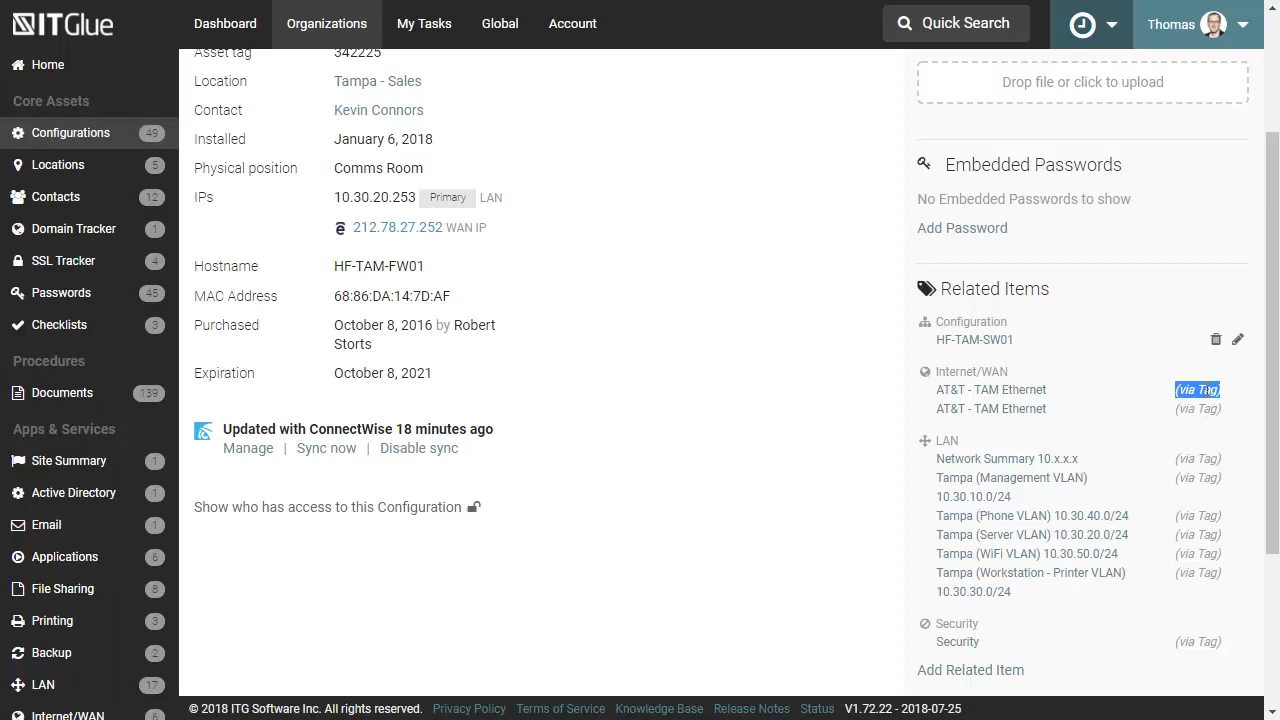 ITGlue
Dashboard
Organizations
My Tasks
Global
Account
Quick Search
Thomas
Home
Core Assets
Configurations 49
Locations 5
Contacts 12
Domain Tracker 1
SSL Tracker 4
Passwords 45
Checklists 3
Procedures
Documents 139
Apps & Services
Site Summary 1
Active Directory 1
Email 1
Applications 6
File Sharing 8
Printing 3
Backup 2
LAN 17
Internet/WAN 6
Asset tag 342225
Location Tampa - Sales
Contact Kevin Connors
Installed January 6, 2018
Physical position Comms Room
IPs 10.30.20.253 Primary LAN
212.78.27.252 WAN IP
Hostname HF-TAM-FW01
MAC Address 68:86:DA:14:7D:AF
Purchased October 8, 2016 by Robert
Storts
Expiration October 8, 2021
Updated with ConnectWise 18 minutes ago
Manage | Sync now | Disable sync
Show who has access to this Configuration
Drop file or click to upload
Embedded Passwords
No Embedded Passwords to show
Add Password
Related Items
Configuration
HF-TAM-SW01
Internet/WAN
AT&T - TAM Ethernet (via Tag)
AT&T - TAM Ethernet (via Tag)
LAN
Network Summary 10.x.x.x (via Tag)
Tampa (Management VLAN) (via Tag)
10.30.10.0/24
Tampa (Phone VLAN) 10.30.40.0/24 (via Tag)
Tampa (Server VLAN) 10.30.20.0/24 (via Tag)
Tampa (WiFi VLAN) 10.30.50.0/24 (via Tag)
Tampa (Workstation - Printer VLAN) (via Tag)
10.30.30.0/24
Security
Security (via Tag)
Add Related Item
© 2018 ITG Software Inc. All rights reserved. Privacy Policy Terms of Service Knowledge Base Release Notes Status V1.72.22 - 2018-07-25